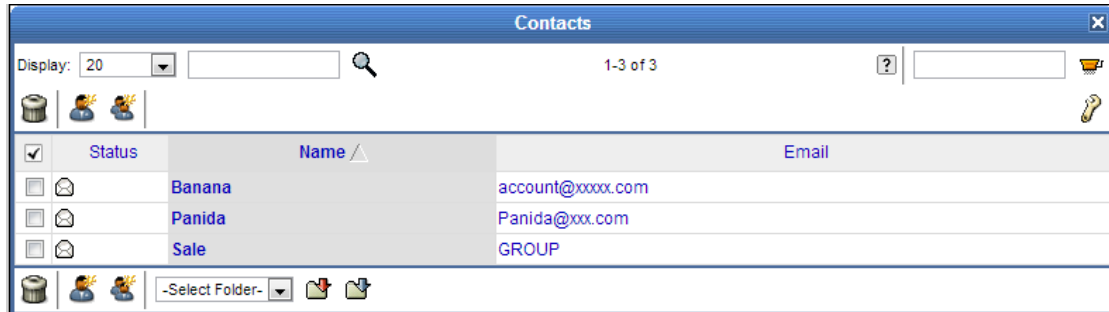 Contacts
Display: 20 1-3 of 3 ?
Status Name Email
Banana account@xxxxx.com
Panida Panida@xxx.com
Sale GROUP
-Select Folder-